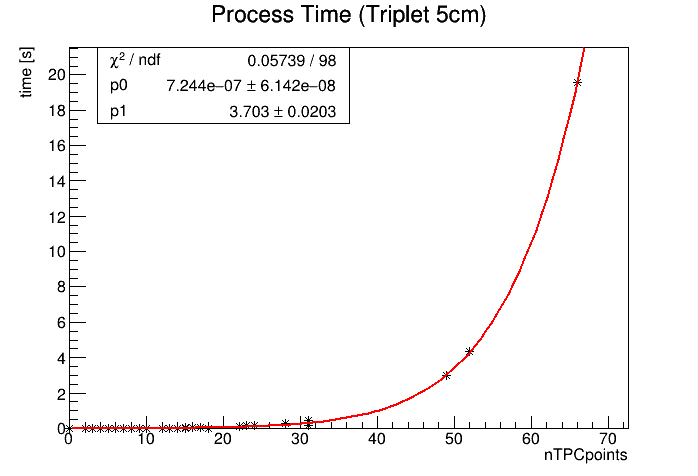 Process Time (Triplet 5cm)
time [s]
χ² / ndf 0.05739 / 98
p0 7.244e−07 ± 6.142e−08
p1 3.703 ± 0.0203
20
18
16
14
12
10
8
6
4
2
0
0 10 20 30 40 50 60 70
nTPCpoints